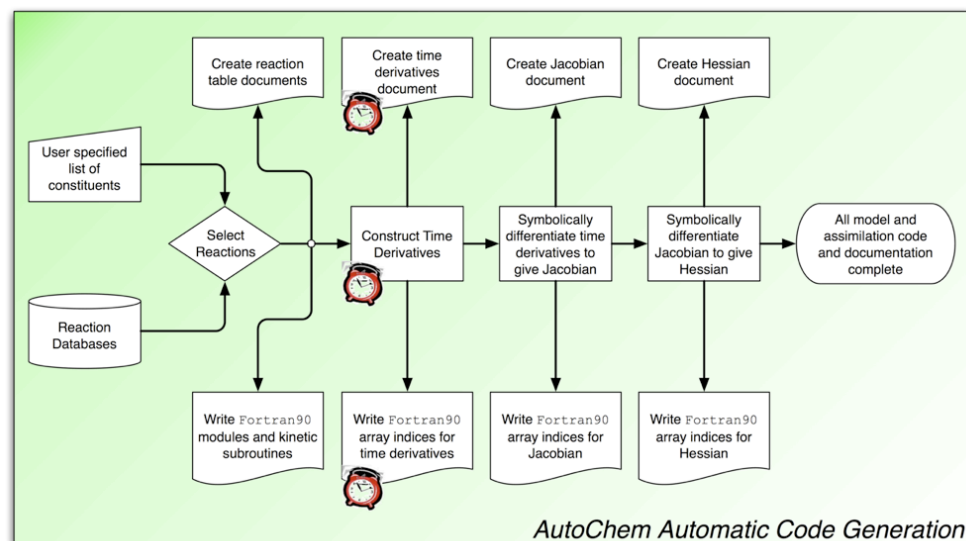 Create reaction
table documents
Create time
derivatives
document
Create Jacobian
document
Create Hessian
document
User specified
list of
constituents
Select
Reactions
Construct Time
Derivatives
Symbolically
differentiate time
derivatives to
give Jacobian
Symbolically
differentiate
Jacobian to give
Hessian
All model and
assimilation code
and documentation
complete
Reaction
Databases
Write Fortran90
modules and kinetic
subroutines
Write Fortran90
array indices for
time derivatives
Write Fortran90
array indices for
Jacobian
Write Fortran90
array indices for
Hessian
AutoChem Automatic Code Generation